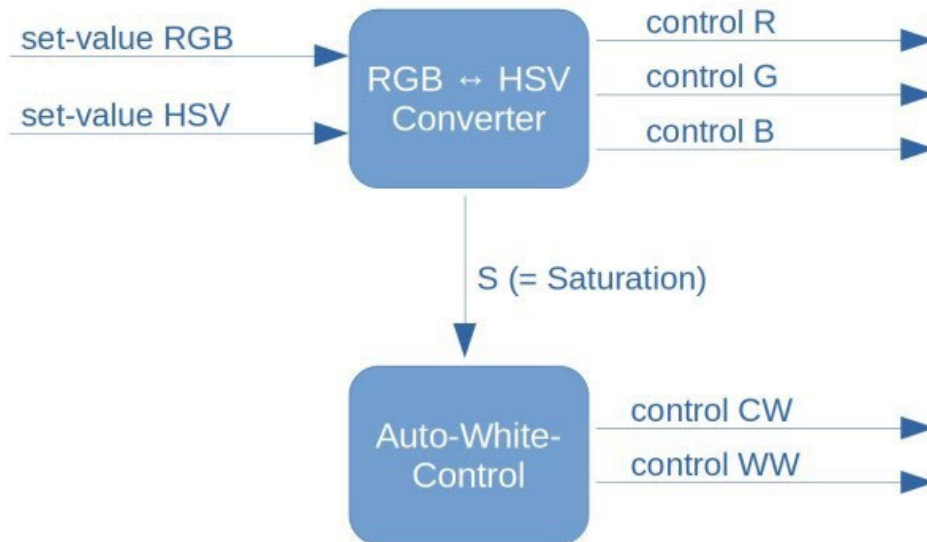 set-value RGB
set-value HSV
RGB ↔ HSV
Converter
control R
control G
control B
S (= Saturation)
Auto-White-
Control
control CW
control WW